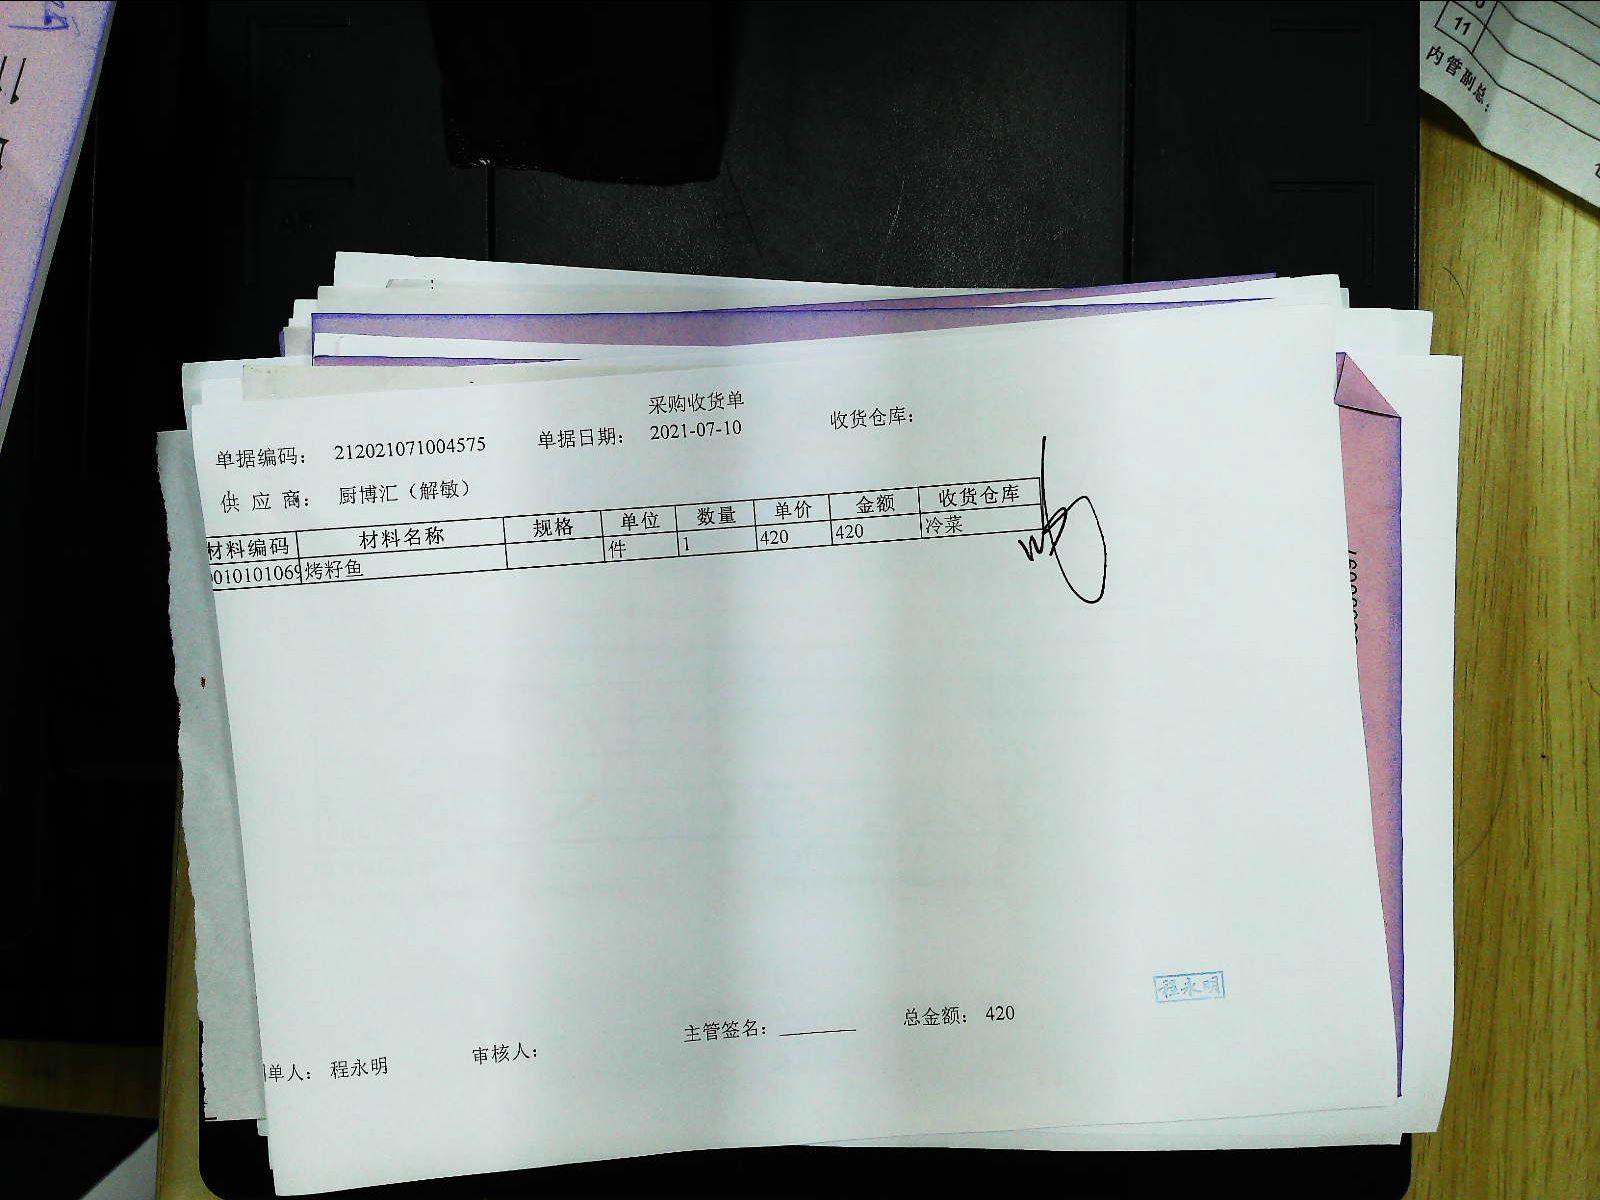 11
内管副总:
采购收货单
单据编码: 212021071004575 单据日期: 2021-07-10 收货仓库:
供 应 商: 厨博汇（解敏）
材料编码 材料名称 规格 单位 数量 单价 金额 收货仓库
0010101069 烤籽鱼 件 1 420 420 冷菜
程永明
主管签名: 总金额: 420
单人: 程永明 审核人: